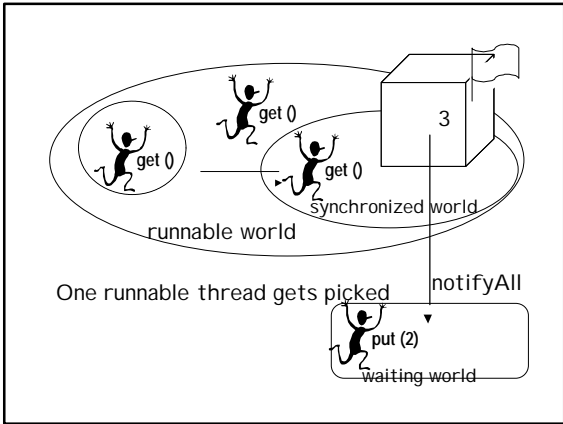 get ()
3
get ()
get ()
synchronized world
runnable world
notifyAll
One runnable thread gets picked
put (2)
waiting world